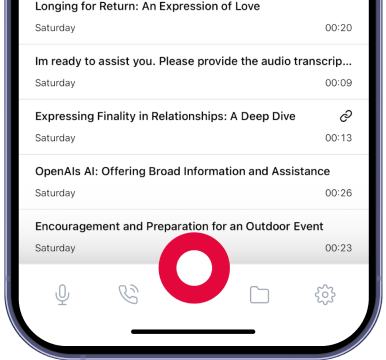 Longing for Return: An Expression of Love
Saturday 00:20
Im ready to assist you. Please provide the audio transcrip...
Saturday 00:09
Expressing Finality in Relationships: A Deep Dive
Saturday 00:13
OpenAIs AI: Offering Broad Information and Assistance
Saturday 00:26
Encouragement and Preparation for an Outdoor Event
Saturday 00:23